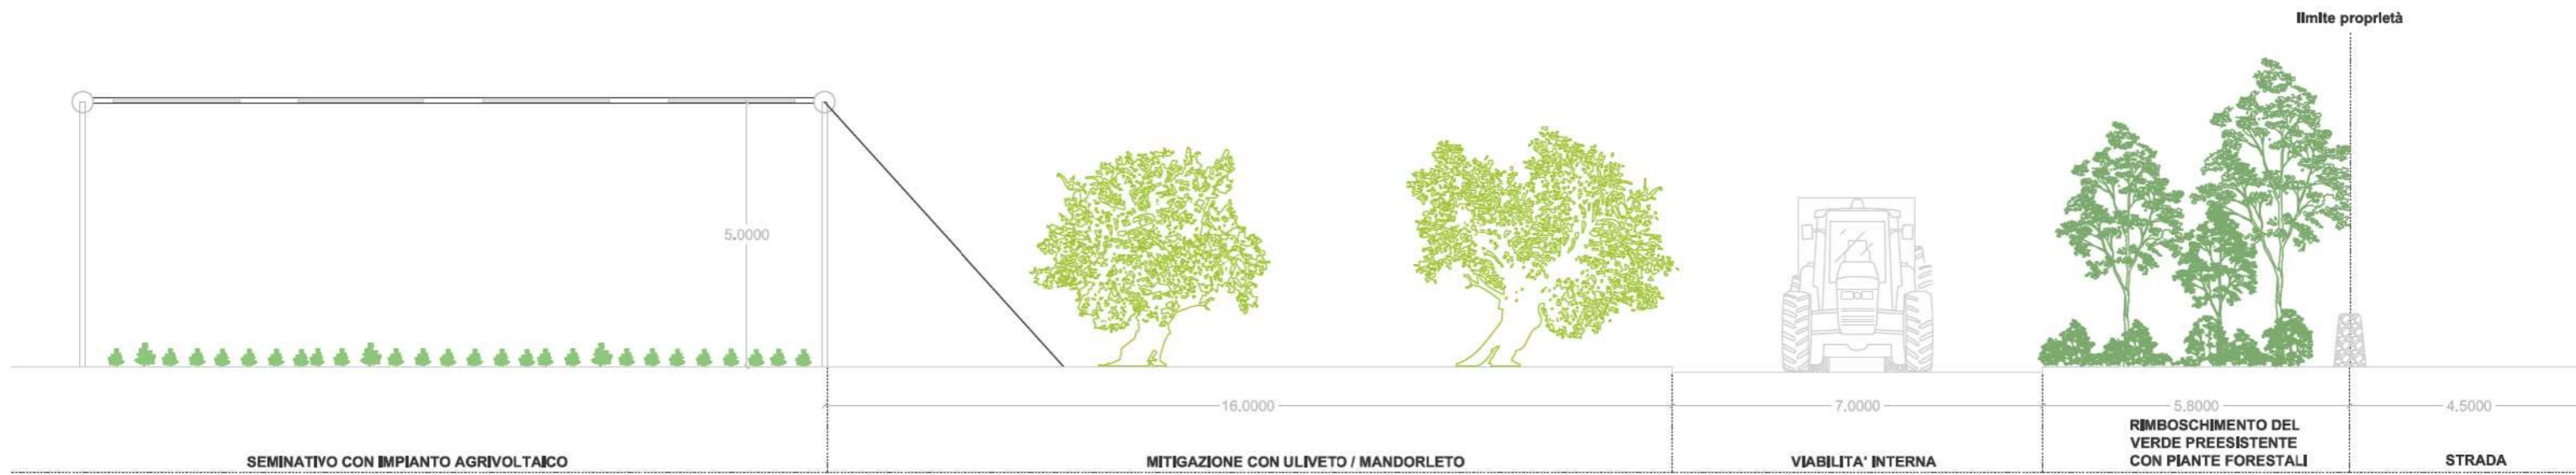 limite proprietà
5.0000
16.0000
7.0000
5.8000
4.5000
SEMINATIVO CON IMPIANTO AGRIVOLTAICO
MITIGAZIONE CON ULIVETO / MANDORLETO
VIABILITA' INTERNA
RIMBOSCHIMENTO DEL
VERDE PREESISTENTE
CON PIANTE FORESTALI
STRADA